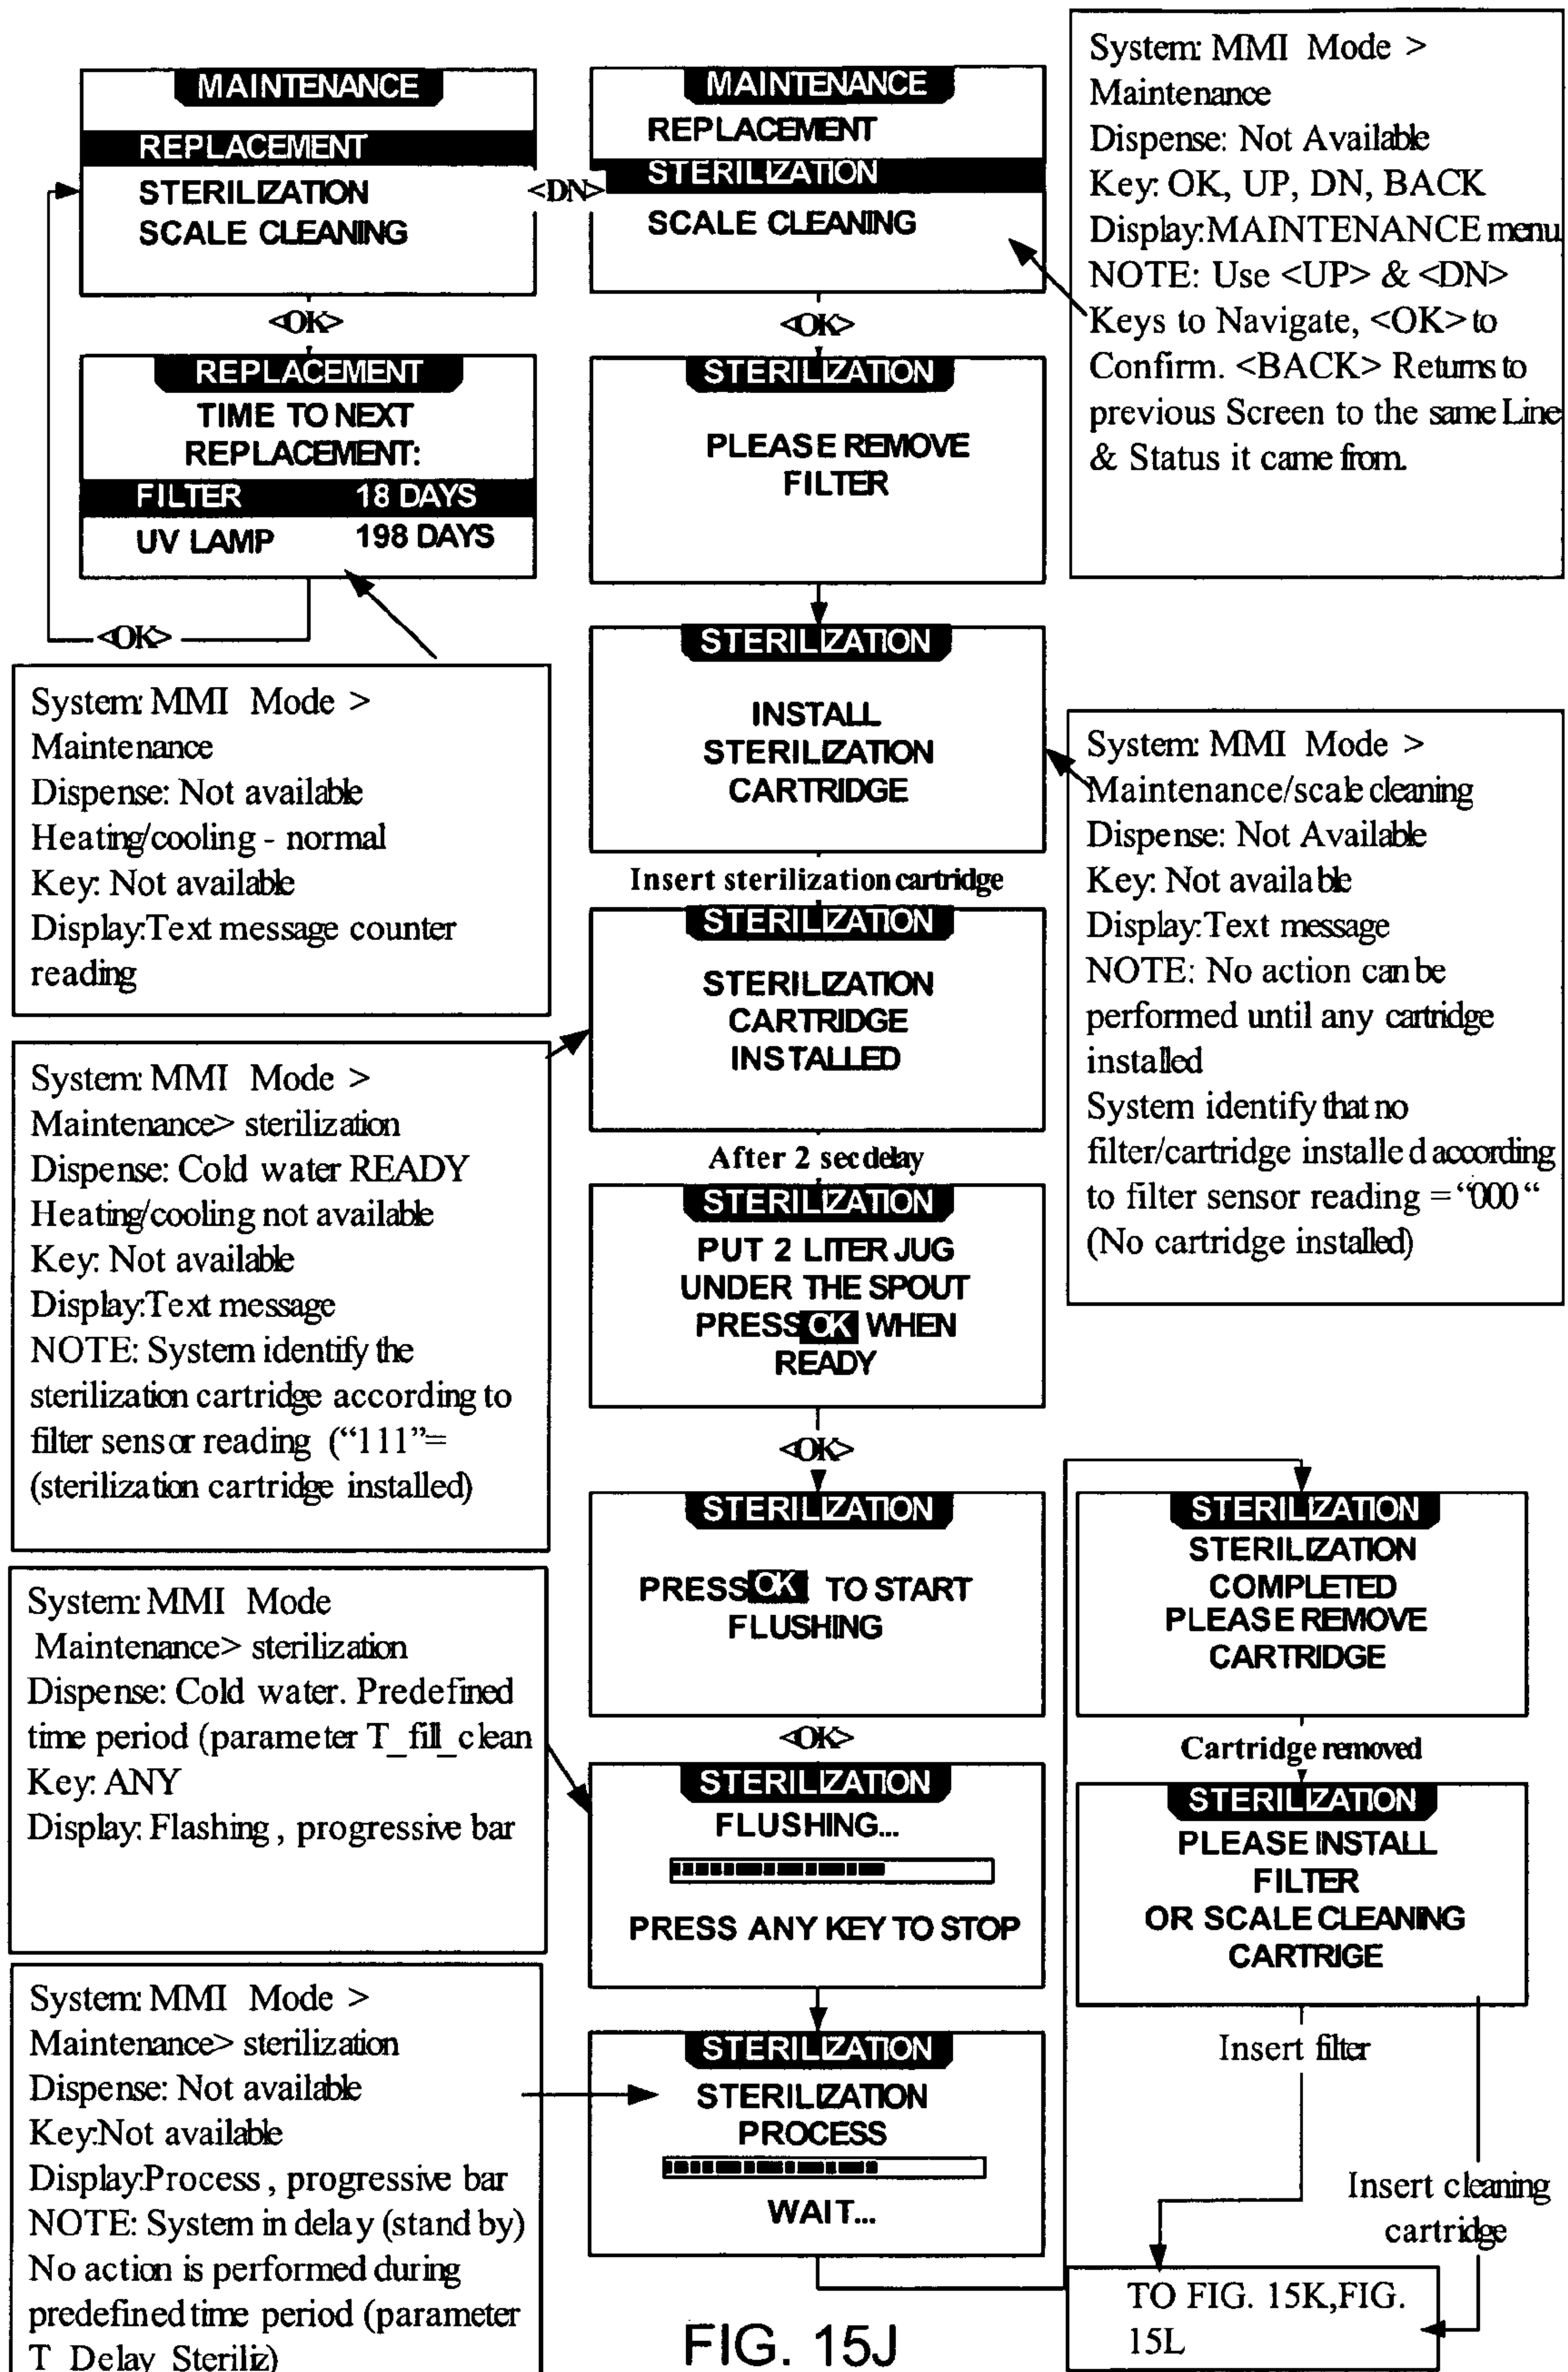 MAINTENANCE
REPLACEMENT
STERILIZATION
SCALE CLEANING
<OK>
REPLACEMENT
TIME TO NEXT
REPLACEMENT:
FILTER 18 DAYS
UV LAMP 198 DAYS
<OK>
<DN>
MAINTENANCE
REPLACEMENT
STERILIZATION
SCALE CLEANING
<OK>
STERILIZATION
PLEASE REMOVE
FILTER
STERILIZATION
INSTALL
STERILIZATION
CARTRIDGE
Insert sterilization cartridge
STERILIZATION
STERILIZATION
CARTRIDGE
INSTALLED
After 2 sec delay
STERILIZATION
PUT 2 LITER JUG
UNDER THE SPOUT
PRESS OK WHEN
READY
<OK>
STERILIZATION
PRESS OK TO START
FLUSHING
<OK>
STERILIZATION
FLUSHING...
PRESS ANY KEY TO STOP
STERILIZATION
STERILIZATION
PROCESS
WAIT...
System: MMI Mode >
Maintenance
Dispense: Not Available
Key: OK, UP, DN, BACK
Display:MAINTENANCE menu
NOTE: Use <UP> & <DN>
Keys to Navigate, <OK> to
Confirm. <BACK> Returns to
previous Screen to the same Line
& Status it came from.
System: MMI Mode >
Maintenance
Dispense: Not available
Heating/cooling - normal
Key: Not available
Display:Text message counter
reading
System: MMI Mode >
Maintenance/scale cleaning
Dispense: Not Available
Key: Not available
Display:Text message
NOTE: No action can be
performed until any cartridge
installed
System identify that no
filter/cartridge installed according
to filter sensor reading = “000“
(No cartridge installed)
System: MMI Mode >
Maintenance> sterilization
Dispense: Cold water READY
Heating/cooling not available
Key: Not available
Display:Text message
NOTE: System identify the
sterilization cartridge according to
filter sensor reading (“111”=
(sterilization cartridge installed)
System: MMI Mode
Maintenance> sterilization
Dispense: Cold water. Predefined
time period (parameter T_fill_clean
Key: ANY
Display: Flashing , progressive bar
System: MMI Mode >
Maintenance> sterilization
Dispense: Not available
Key:Not available
Display:Process , progressive bar
NOTE: System in delay (stand by)
No action is performed during
predefined time period (parameter
T_Delay_Steriliz)
STERILIZATION
STERILIZATION
COMPLETED
PLEASE REMOVE
CARTRIDGE
Cartridge removed
STERILIZATION
PLEASE INSTALL
FILTER
OR SCALE CLEANING
CARTRIGE
Insert filter
Insert cleaning
cartridge
TO FIG. 15K,FIG.
15L
FIG. 15J